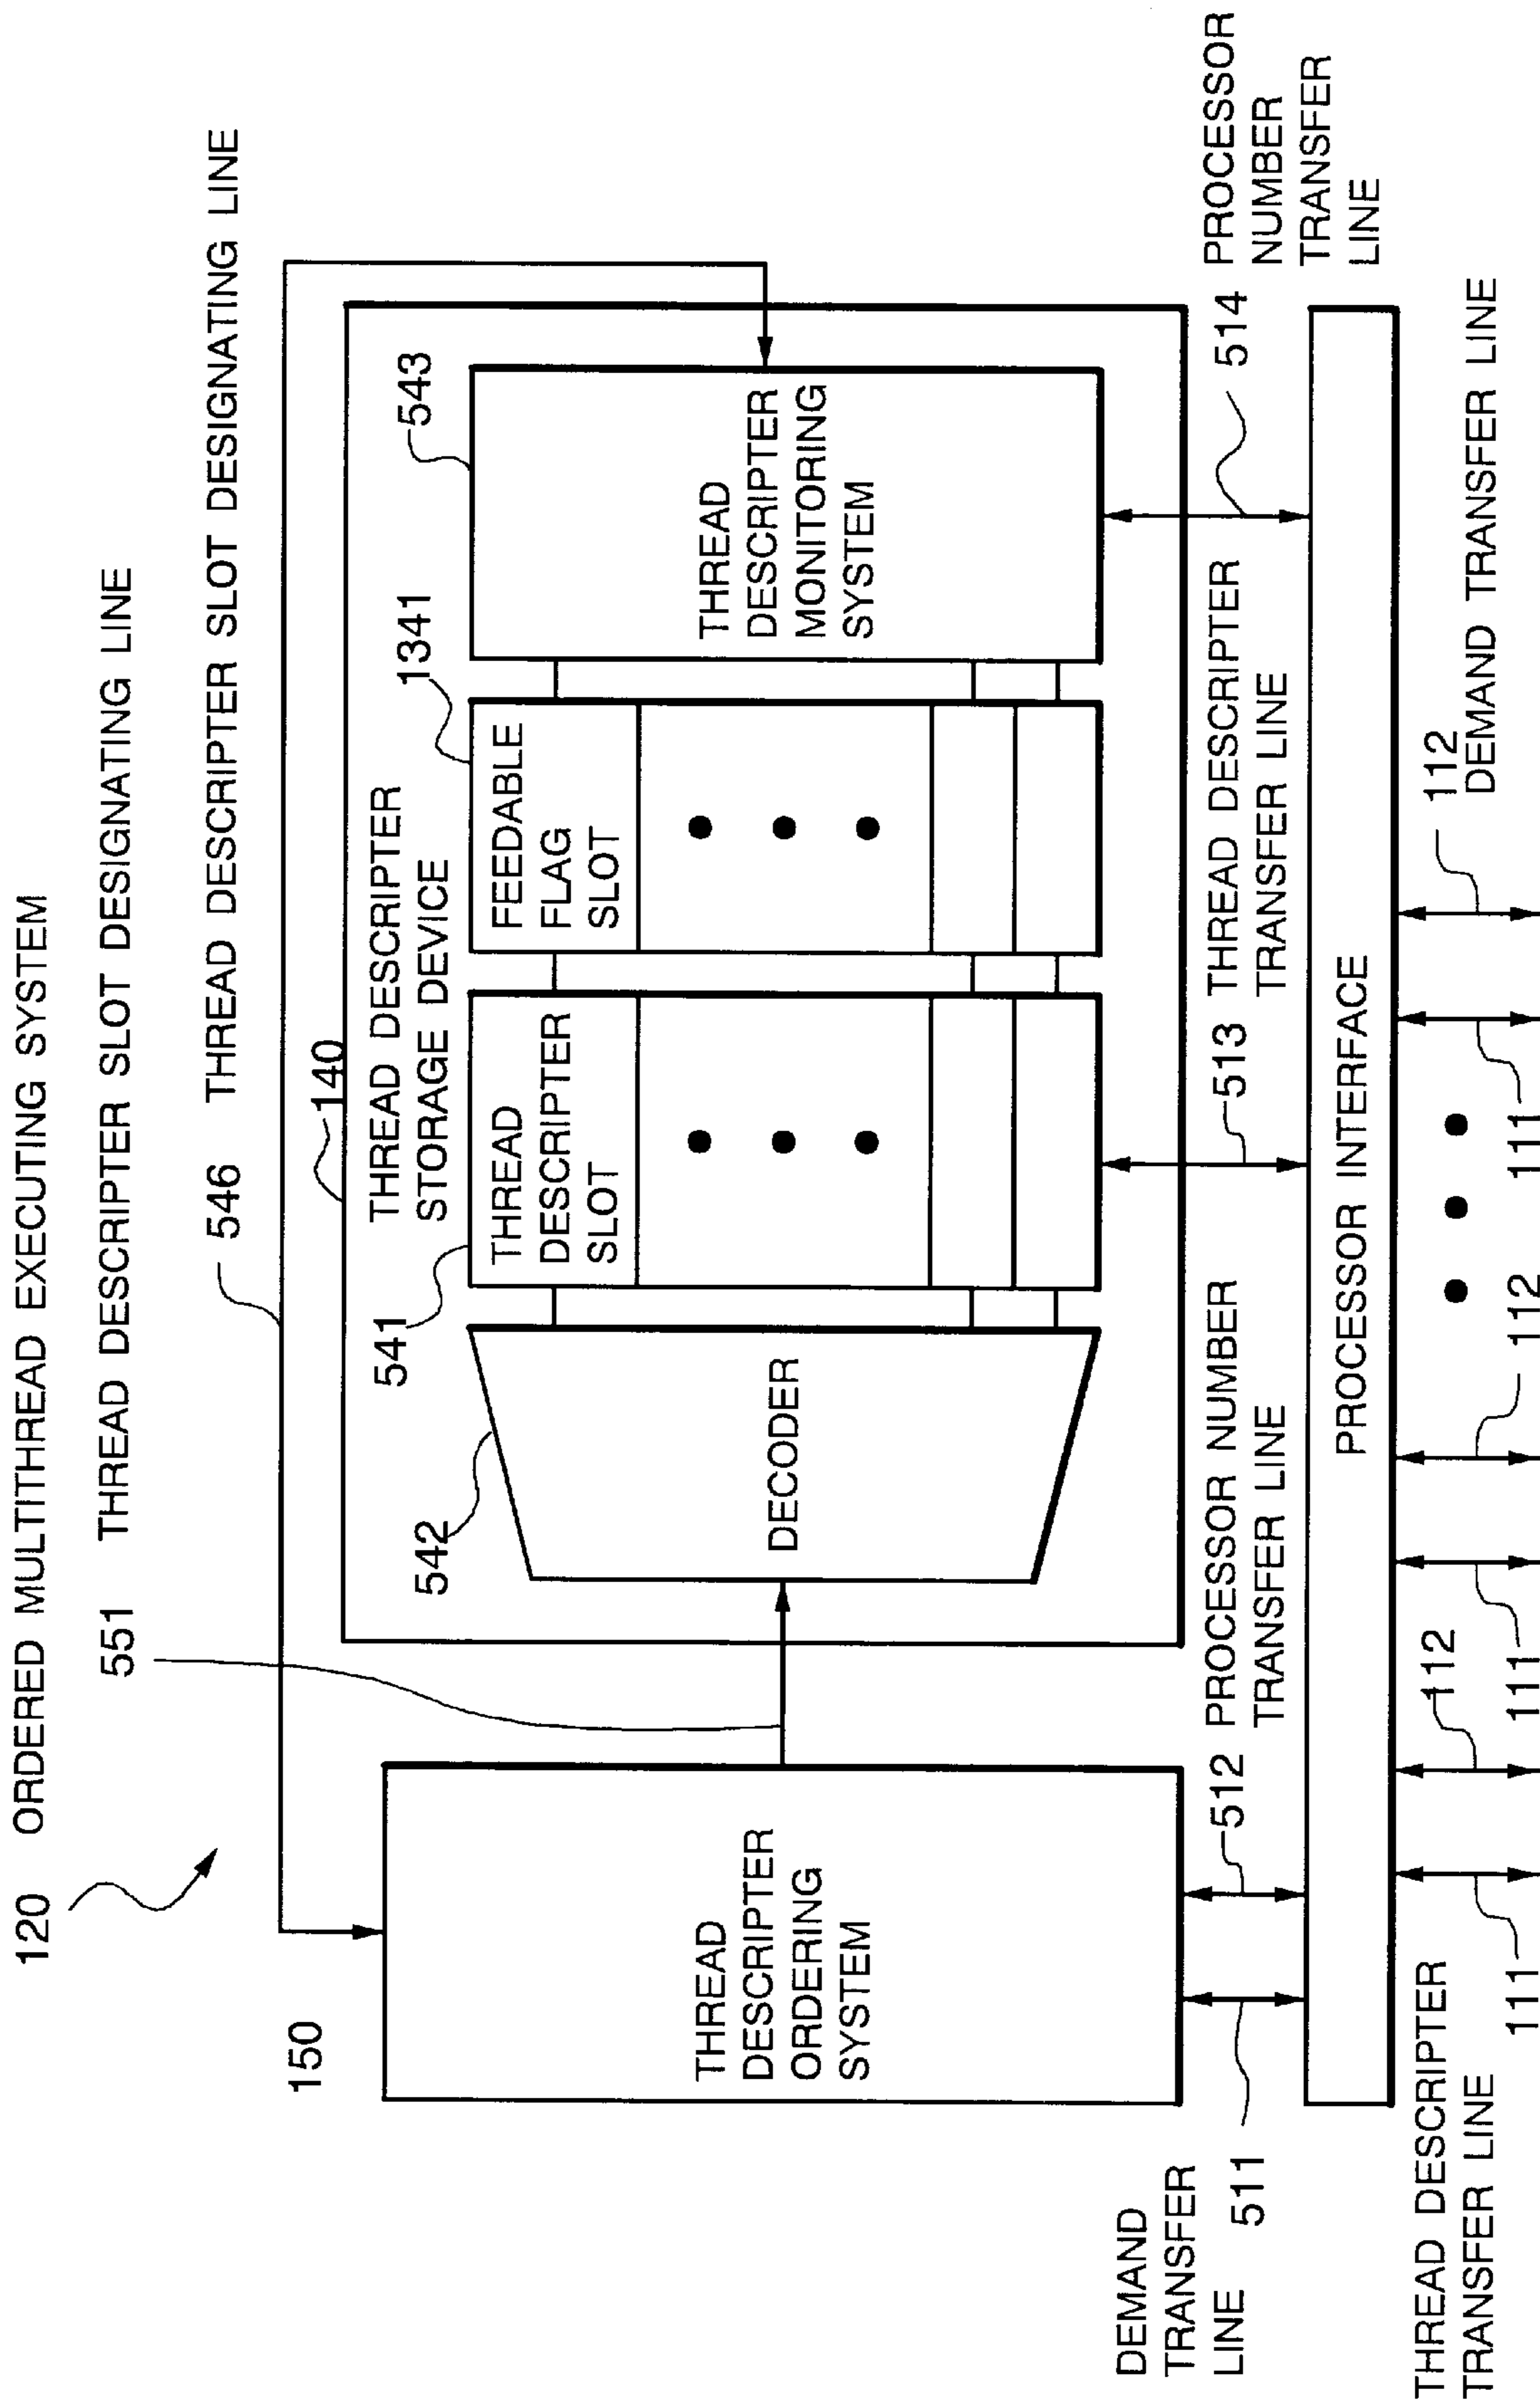 120 ORDERED MULTITHREAD EXECUTING SYSTEM
551 THREAD DESCRIPTER SLOT DESIGNATING LINE
546 THREAD DESCRIPTER SLOT DESIGNATING LINE
150
140
THREAD DESCRIPTER
STORAGE DEVICE
THREAD
DESCRIPTER
ORDERING
SYSTEM
542
DECODER
541
THREAD
DESCRIPTER
SLOT
1341
FEEDABLE
FLAG
SLOT
543
THREAD
DESCRIPTER
MONITORING
SYSTEM
DEMAND
TRANSFER
LINE 511
512 PROCESSOR NUMBER
TRANSFER LINE
513 THREAD DESCRIPTER
TRANSFER LINE
514 PROCESSOR
NUMBER
TRANSFER
LINE
PROCESSOR INTERFACE
THREAD DESCRIPTER
TRANSFER LINE
111
112
111
112
111
112
DEMAND TRANSFER LINE